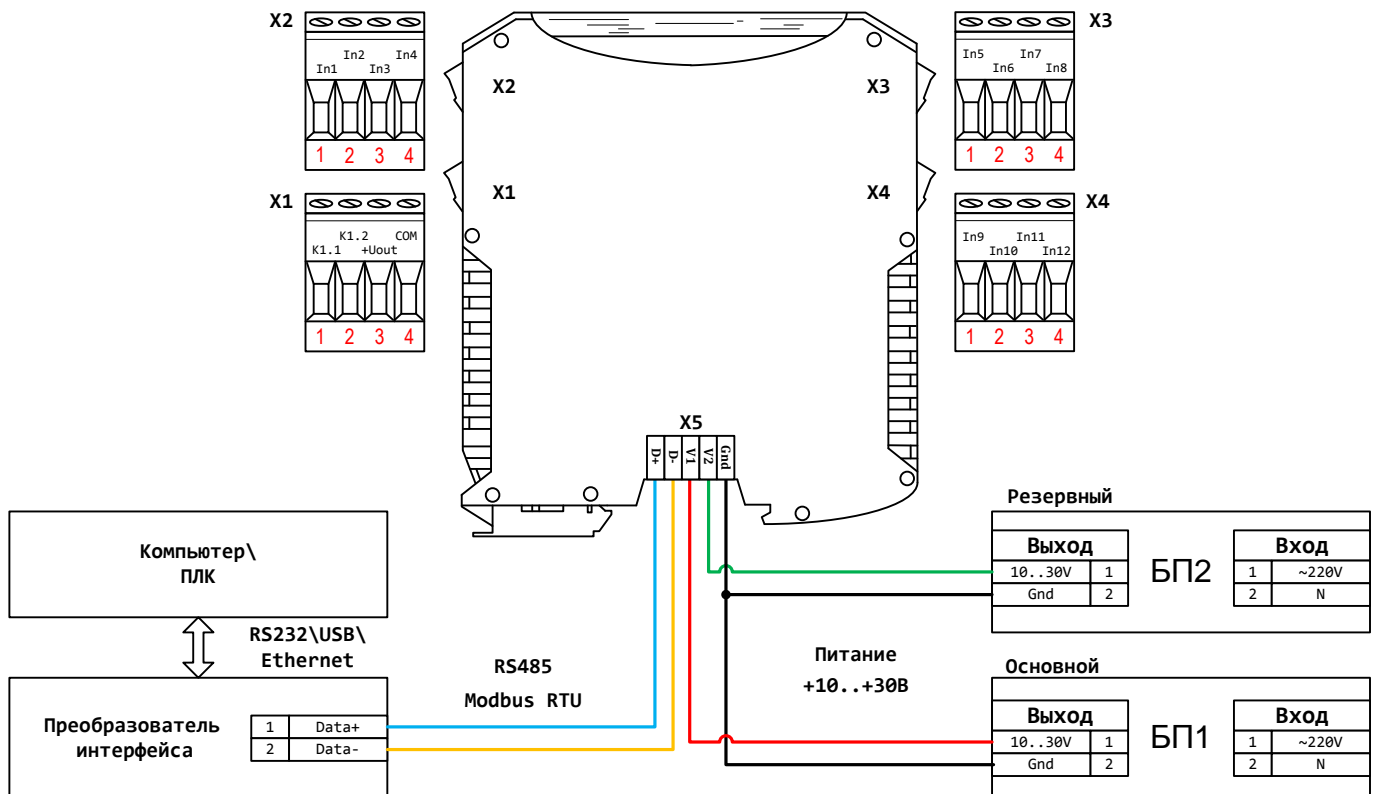 X2
In2 In4
In1 In3
1 2 3 4
X1
K1.2 COM
K1.1 +Uout
1 2 3 4
X2
X3
X1
X4
X3
In5 In7
In6 In8
1 2 3 4
X4
In9 In11
In10 In12
1 2 3 4
X5
D+ D- V1 V2 Gnd
Компьютер\
ПЛК
RS232\USB\
Ethernet
Преобразователь
интерфейса
1 Data+
2 Data-
RS485
Modbus RTU
Питание
+10..+30В
Резервный
Выход
10..30V 1
Gnd 2
БП2
Вход
1 ~220V
2 N
Основной
Выход
10..30V 1
Gnd 2
БП1
Вход
1 ~220V
2 N